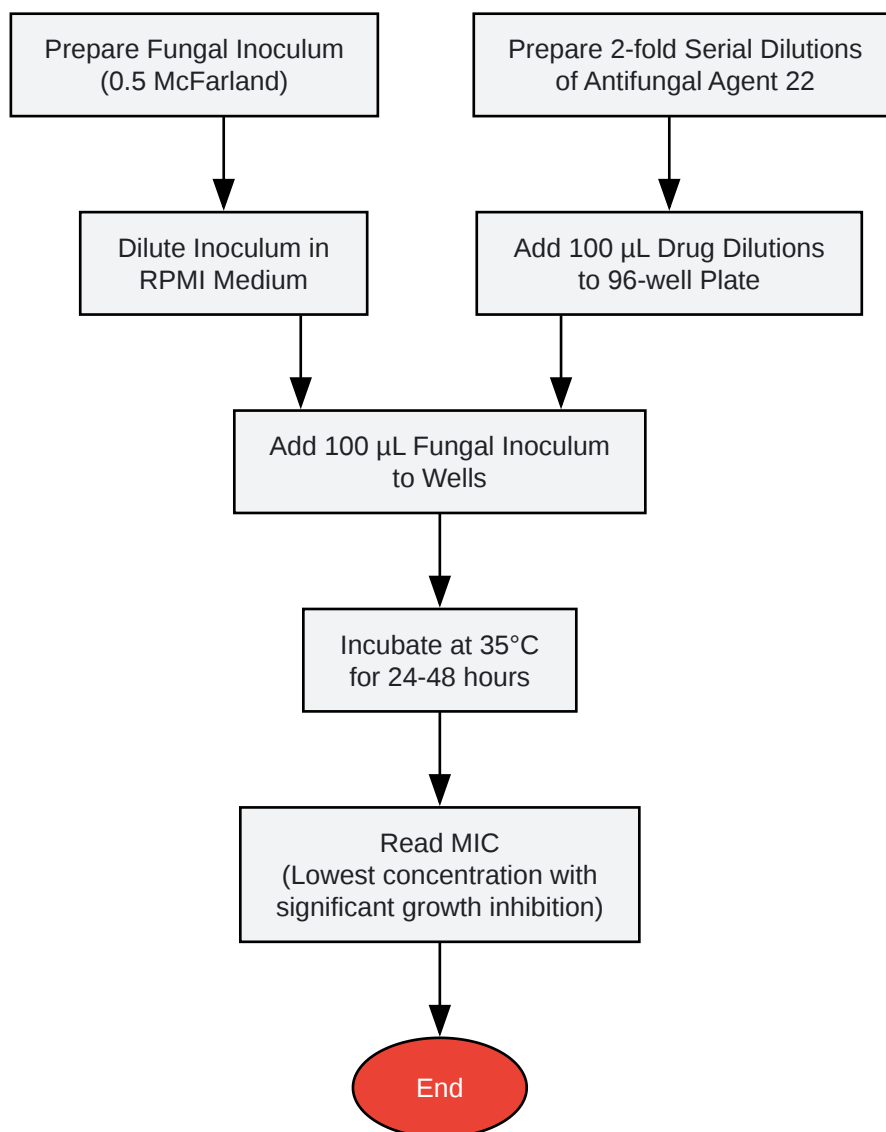 Prepare Fungal Inoculum
(0.5 McFarland)
Prepare 2-fold Serial Dilutions
of Antifungal Agent 22
Dilute Inoculum in
RPMI Medium
Add 100 µL Drug Dilutions
to 96-well Plate
Add 100 µL Fungal Inoculum
to Wells
Incubate at 35°C
for 24-48 hours
Read MIC
(Lowest concentration with
significant growth inhibition)
End